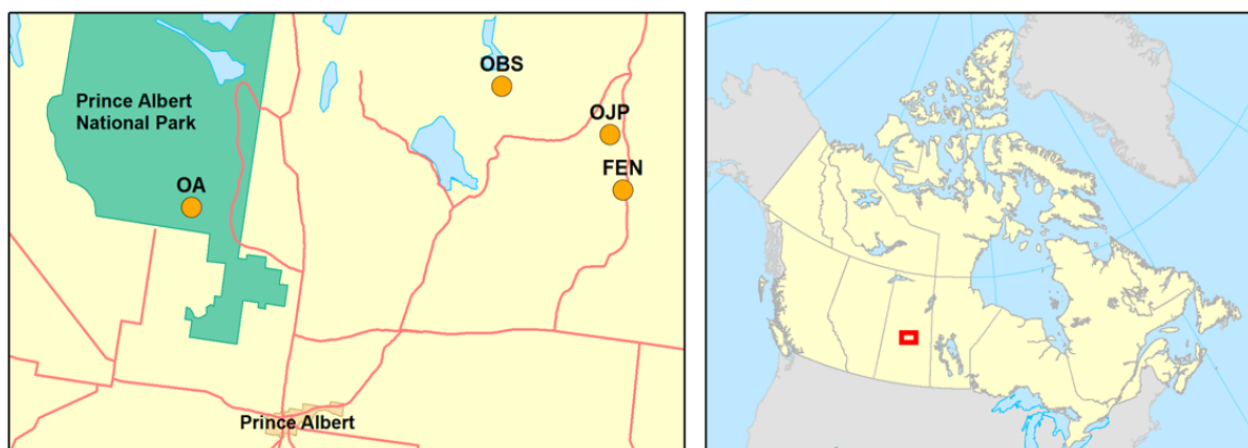 OBS
Prince Albert
National Park
OJP
FEN
OA
Prince Albert